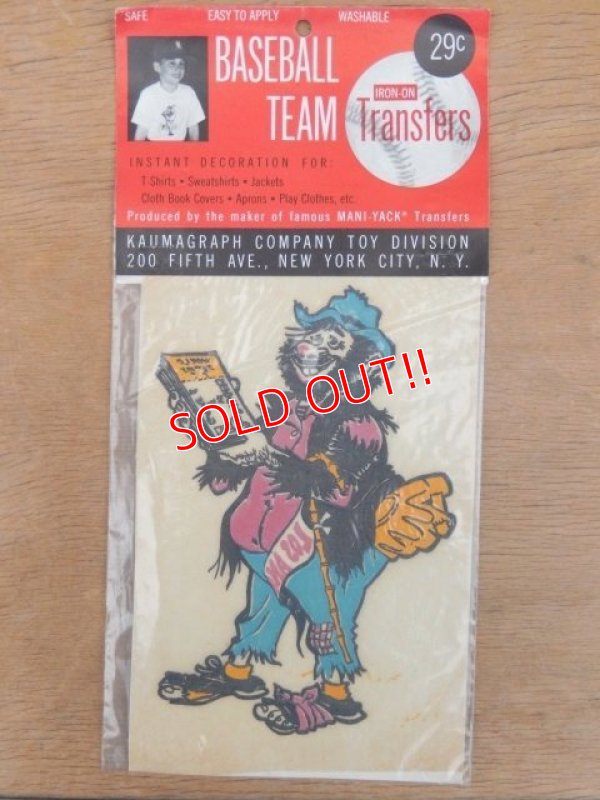 SAFE EASY TO APPLY WASHABLE
BASEBALL
TEAM
29c
IRON-ON
Transfers
INSTANT DECORATION FOR:
T-Shirts • Sweatshirts • Jackets
Cloth Book Covers • Aprons • Play Clothes, etc.
Produced by the maker of famous MANI-YACK® Transfers
KAUMAGRAPH COMPANY TOY DIVISION
200 FIFTH AVE., NEW YORK CITY, N. Y.
SOLD OUT!!